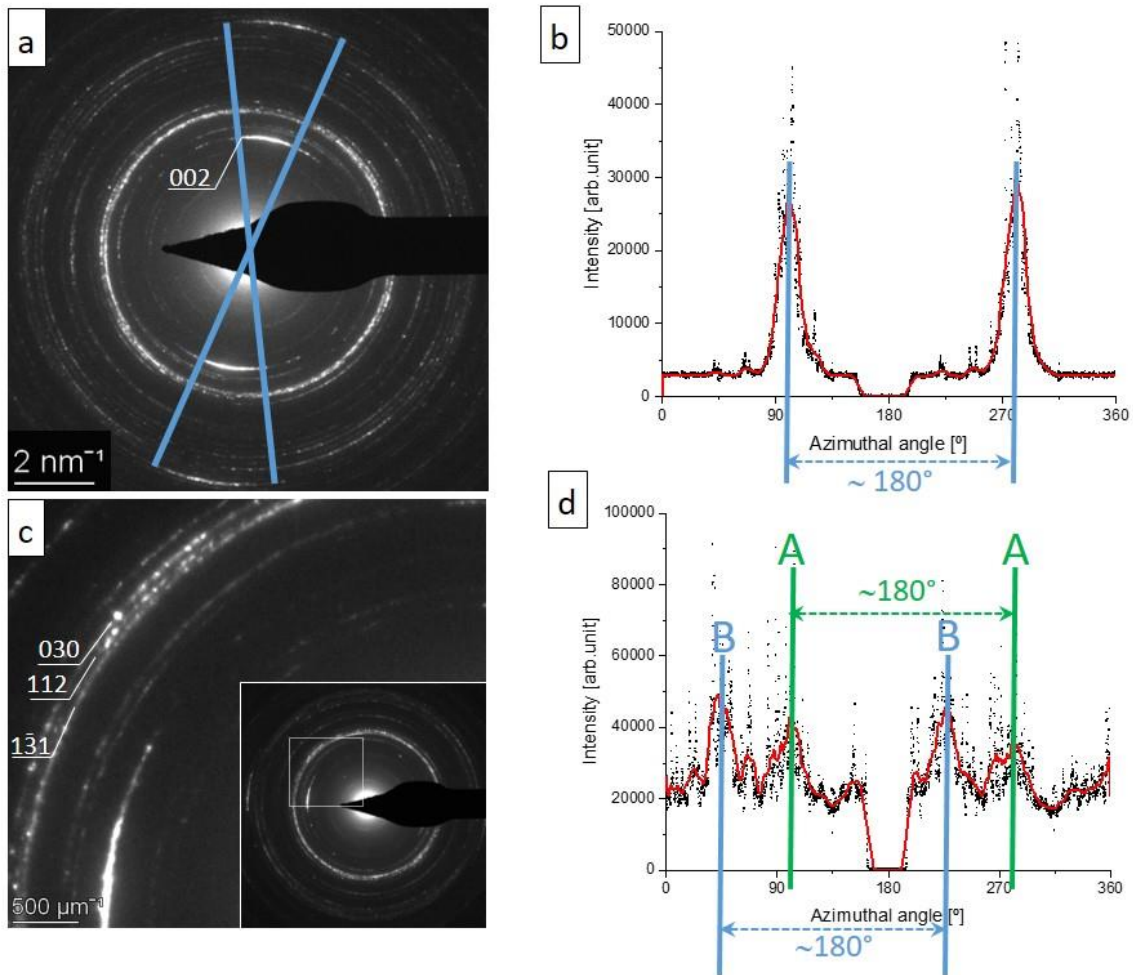 a
002
2 nm⁻¹
b
50000
40000
30000
20000
10000
0
Intensity [arb.unit]
0 90 180 270 360
Azimuthal angle [º]
~ 180°
c
030
112
13̄1
500 µm⁻¹
d
100000
80000
60000
40000
20000
0
Intensity [arb.unit]
A A
~180°
B B
0 90 180 270 360
Azimuthal angle [º]
~180°